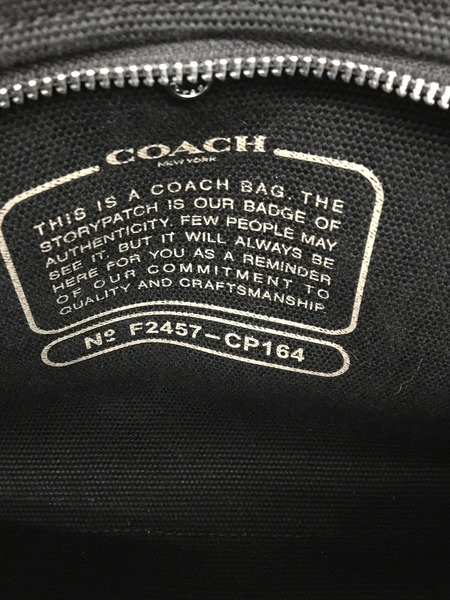 COACH
NEW YORK
THIS IS A COACH BAG. THE
STORYPATCH IS OUR BADGE OF
AUTHENTICITY. FEW PEOPLE MAY
SEE IT, BUT IT WILL ALWAYS BE
HERE FOR YOU AS A REMINDER
OF OUR COMMITMENT TO
QUALITY AND CRAFTSMANSHIP.
Nº F2457-CP164